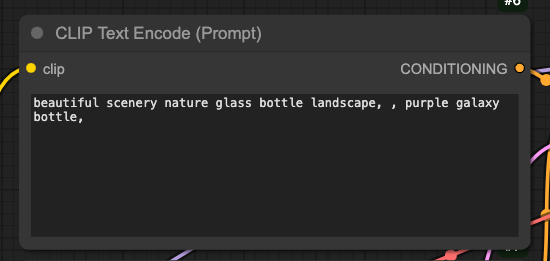 #6
CLIP Text Encode (Prompt)
clip
CONDITIONING
beautiful scenery nature glass bottle landscape, , purple galaxy
bottle,